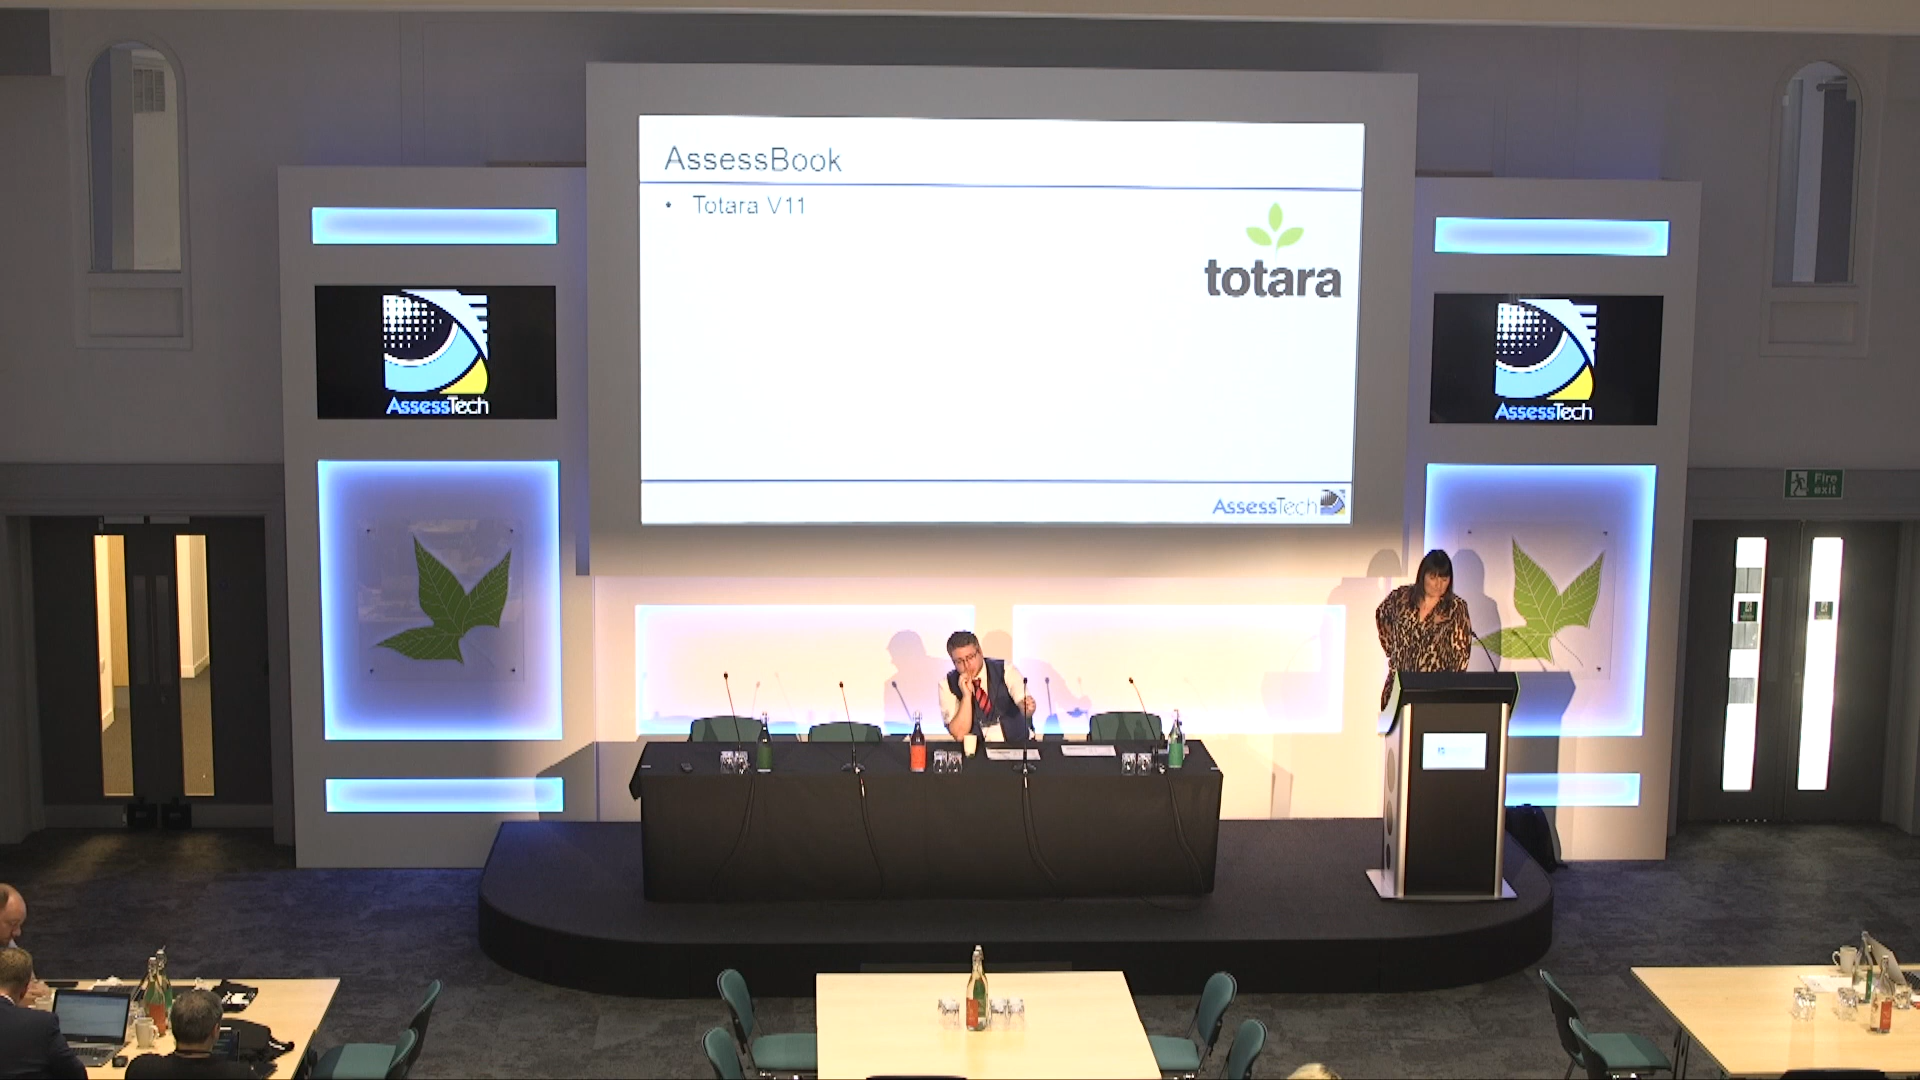 AssessBook
• Totara V11
totara
AssessTech
AssessTech
AssessTech
Fire
exit